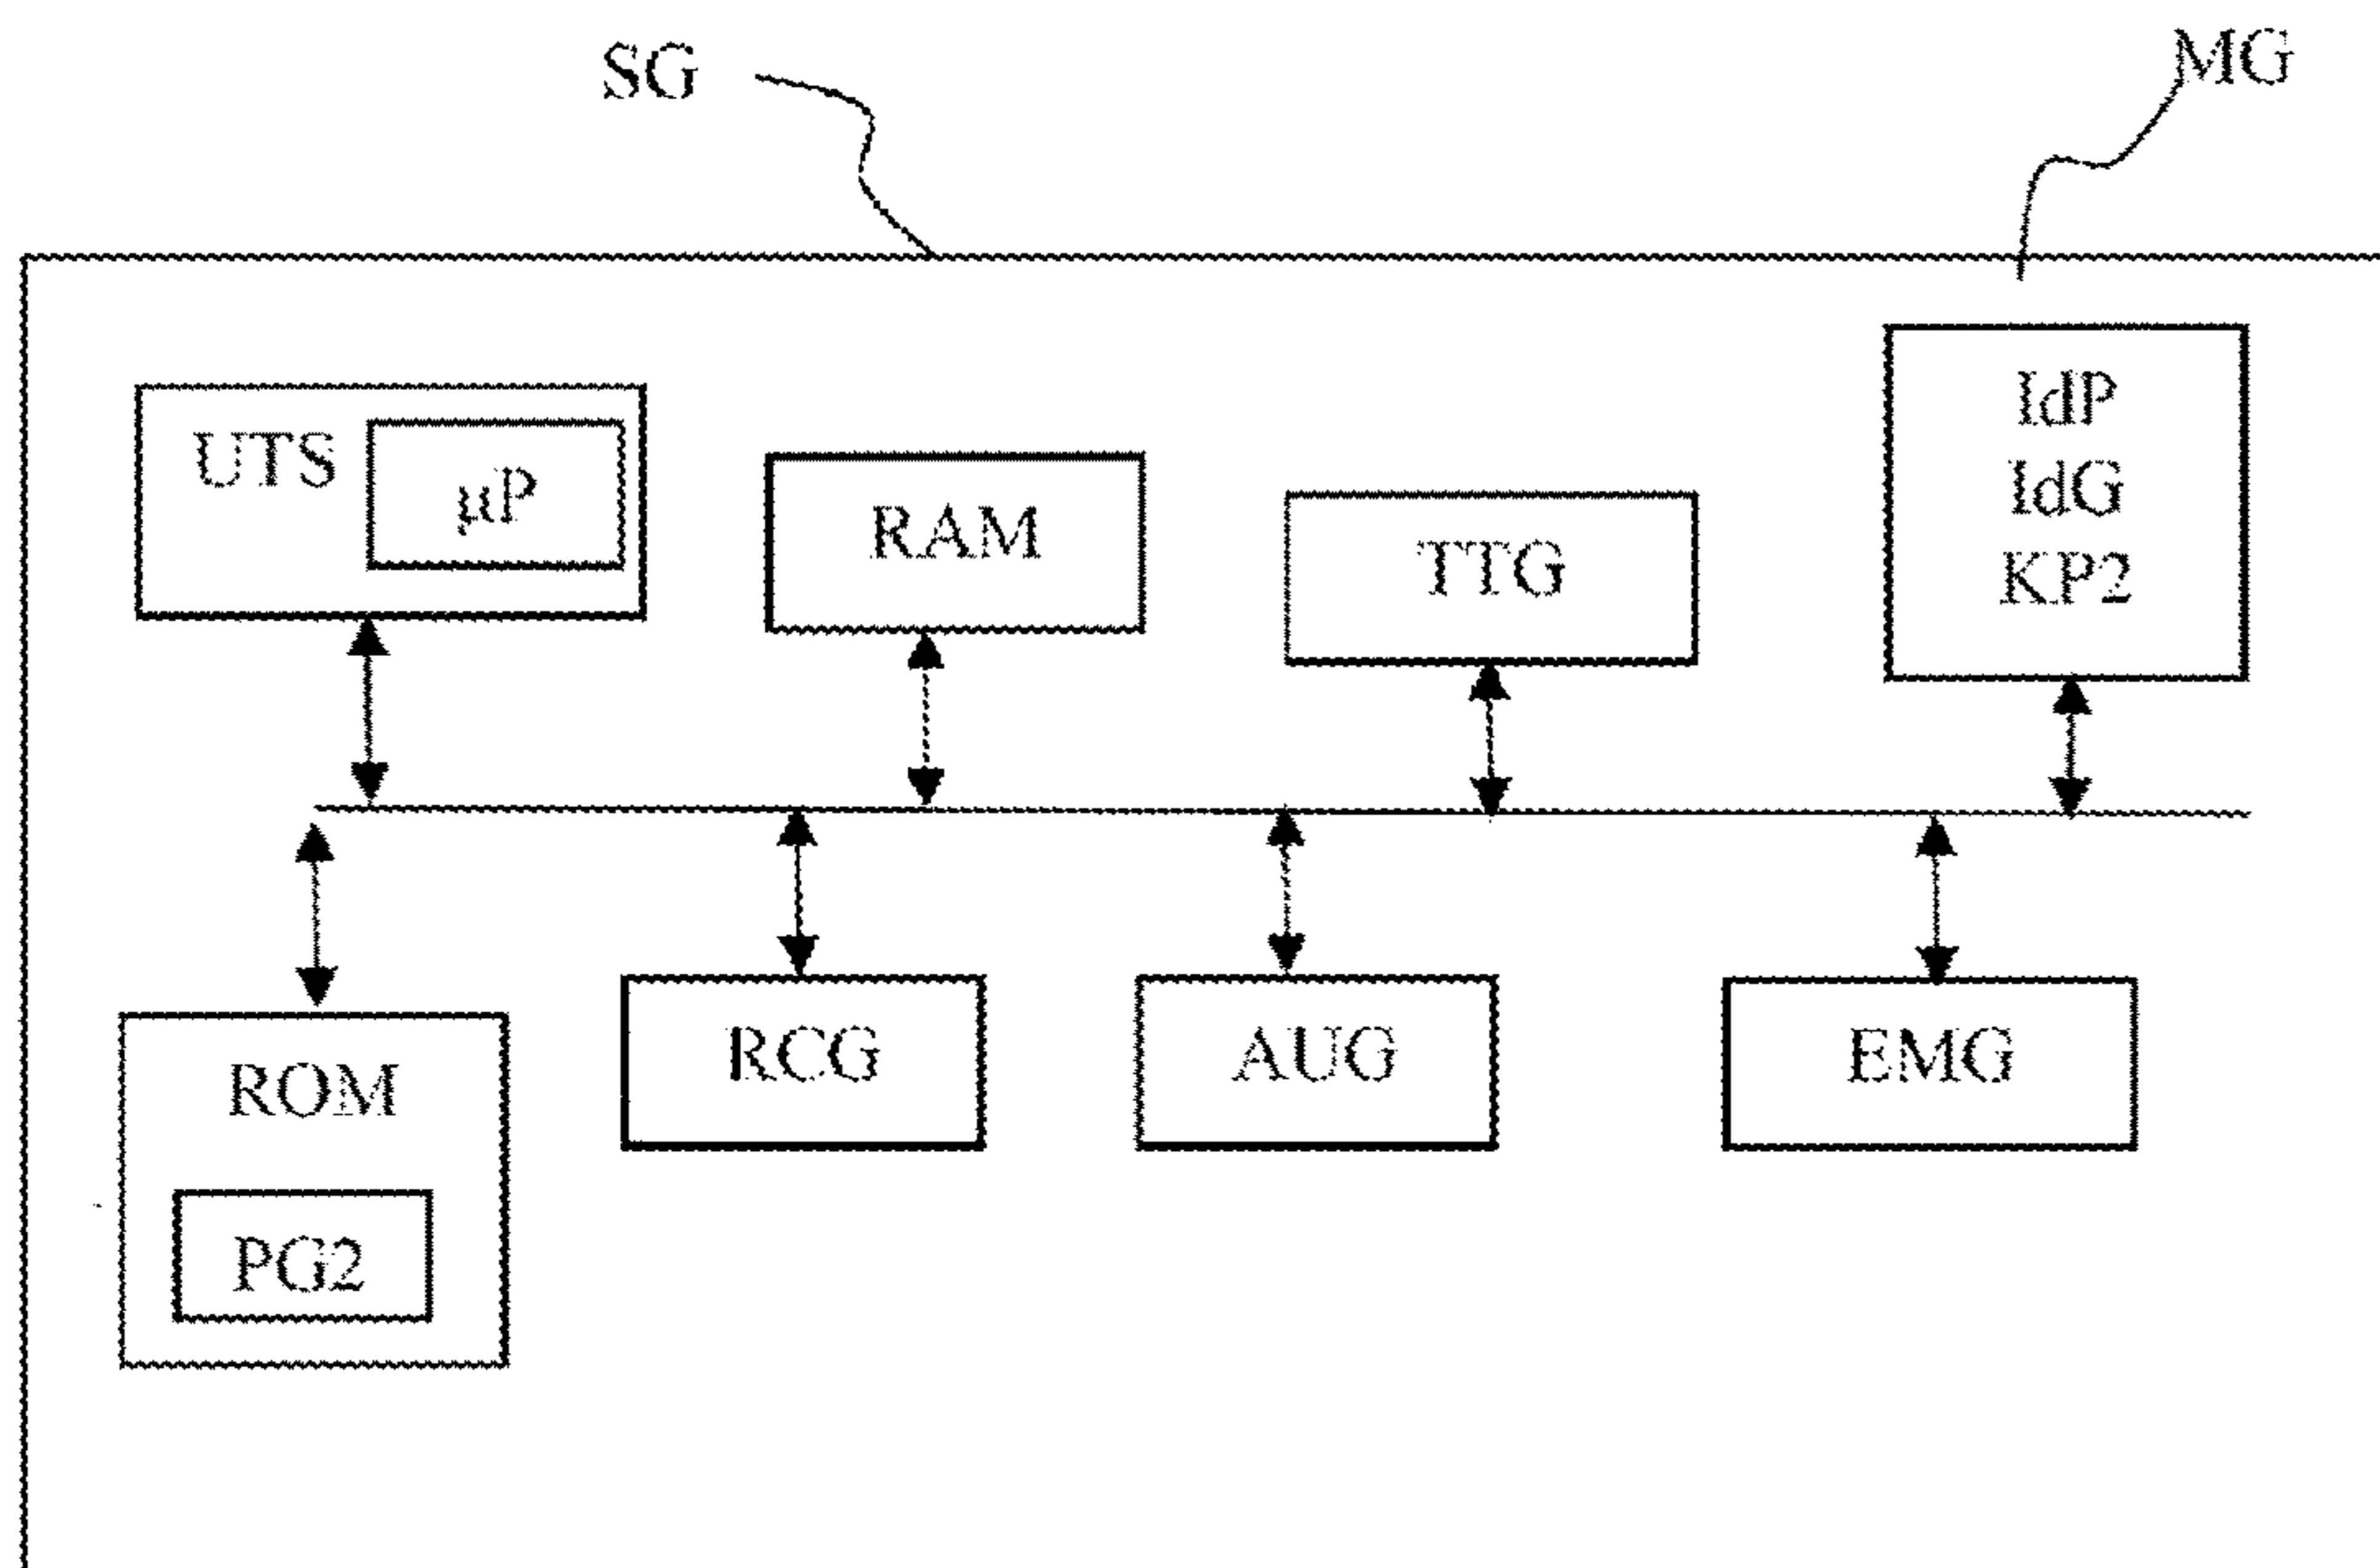 SG
MG
UTS
µP
RAM
TTG
IdP
IdG
KP2
ROM
PG2
RCG
AUG
EMG